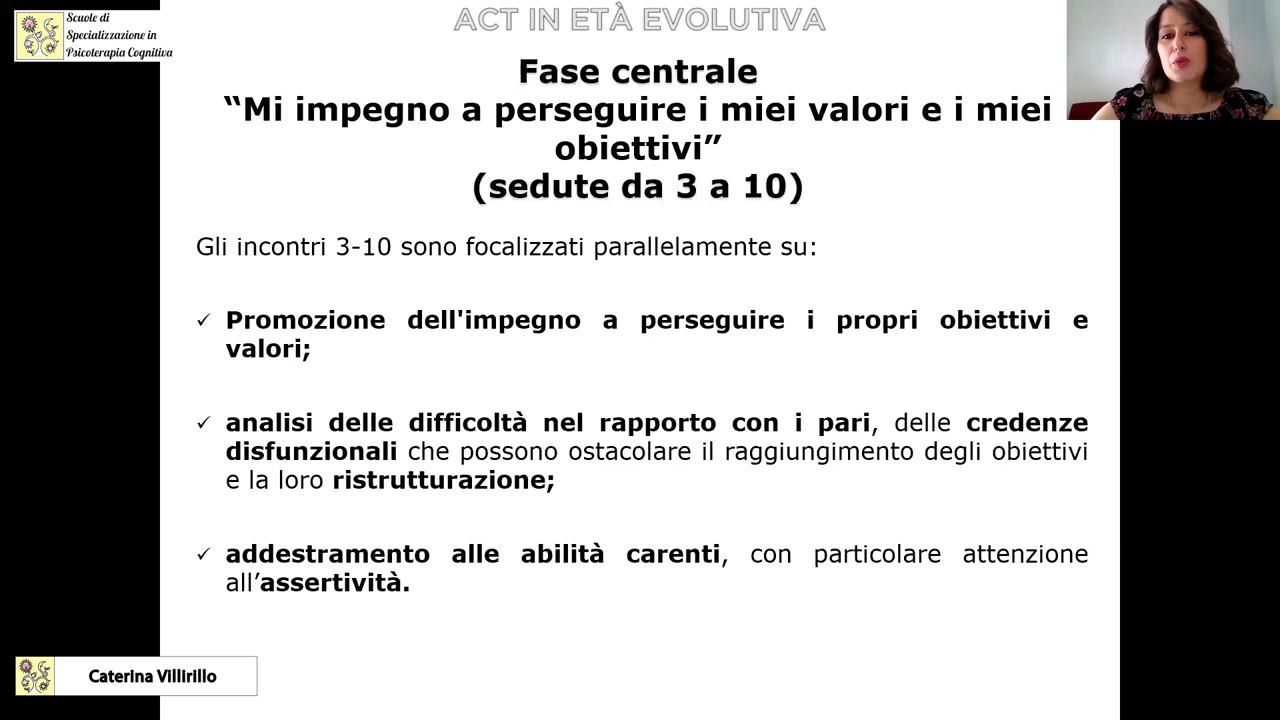 Scuole di
Specializzazione in
Psicoterapia Cognitiva
ACT IN ETÀ EVOLUTIVA
Fase centrale
“Mi impegno a perseguire i miei valori e i miei
obiettivi”
(sedute da 3 a 10)
Gli incontri 3-10 sono focalizzati parallelamente su:
✓ Promozione dell'impegno a perseguire i propri obiettivi e
valori;
✓ analisi delle difficoltà nel rapporto con i pari, delle credenze
disfunzionali che possono ostacolare il raggiungimento degli obiettivi
e la loro ristrutturazione;
✓ addestramento alle abilità carenti, con particolare attenzione
all’assertività.
Caterina Villirillo